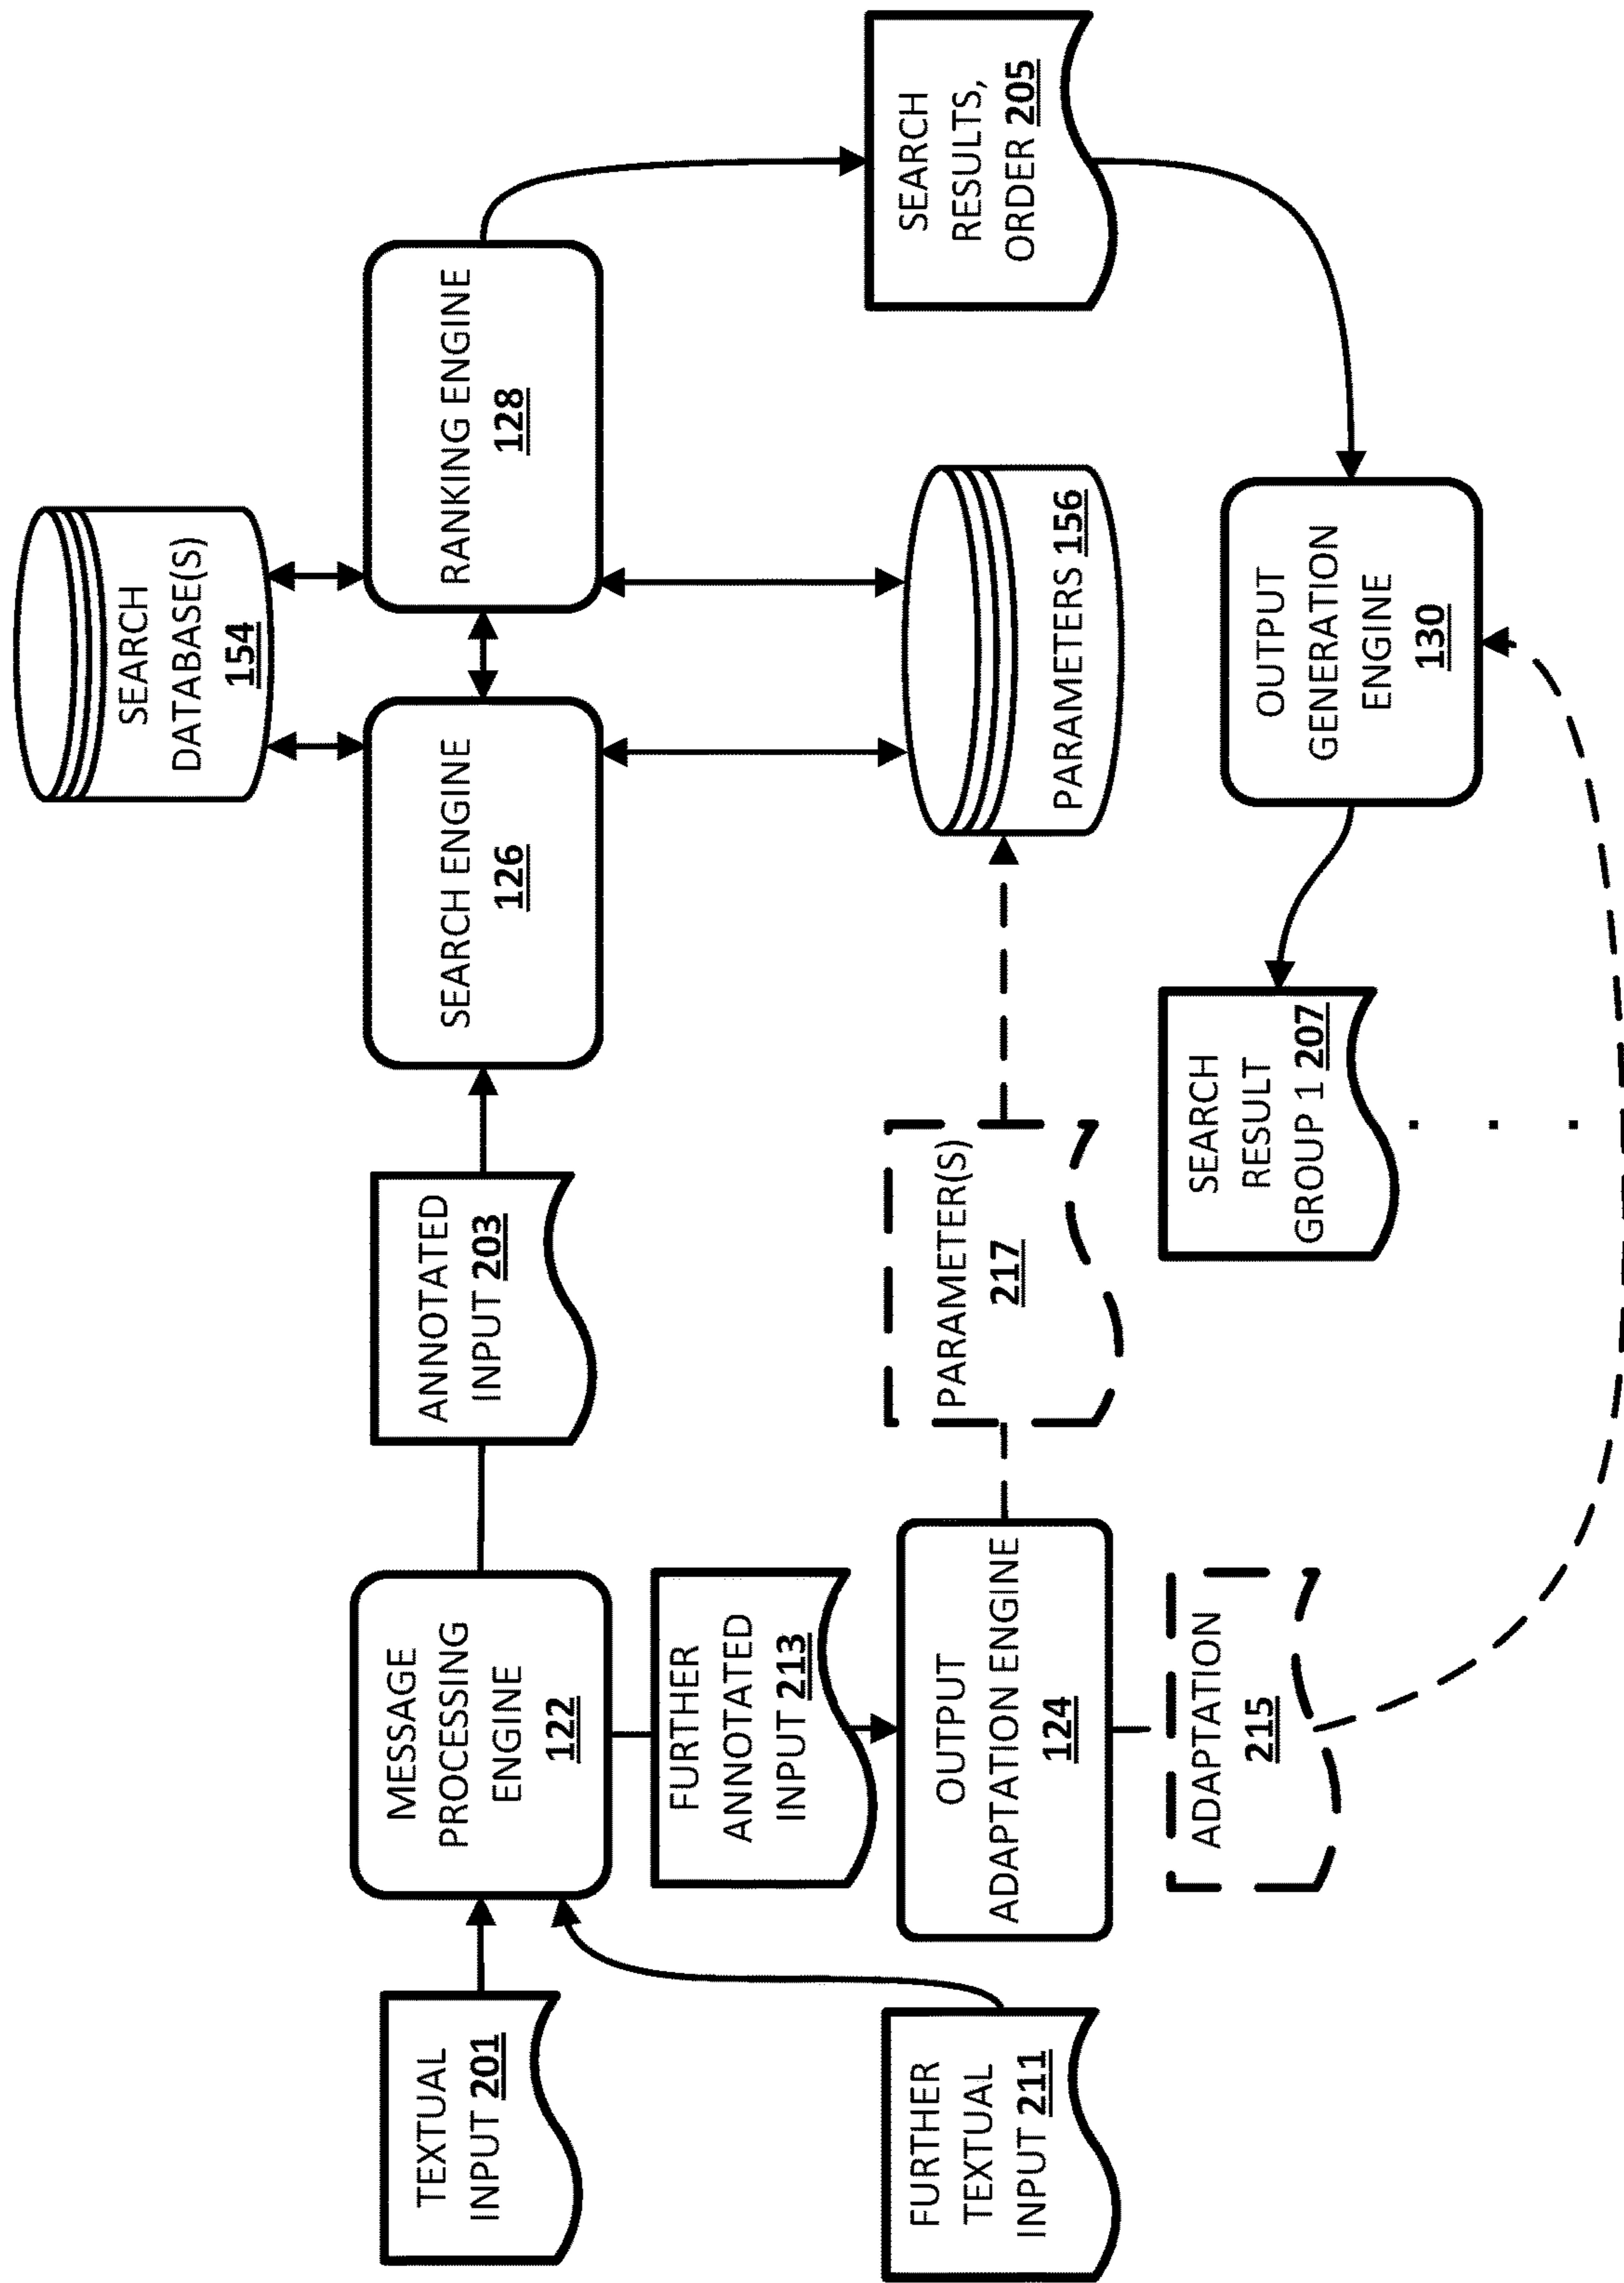 SEARCH
DATABASE(S)
154
TEXTUAL
INPUT 201
MESSAGE
PROCESSING
ENGINE
122
ANNOTATED
INPUT 203
SEARCH ENGINE
126
RANKING ENGINE
128
FURTHER
TEXTUAL
INPUT 211
FURTHER
ANNOTATED
INPUT 213
OUTPUT
ADAPTATION ENGINE
124
PARAMETER(S)
217
PARAMETERS 156
SEARCH
RESULTS,
ORDER 205
ADAPTATION
215
SEARCH
RESULT
GROUP 1 207
OUTPUT
GENERATION
ENGINE
130